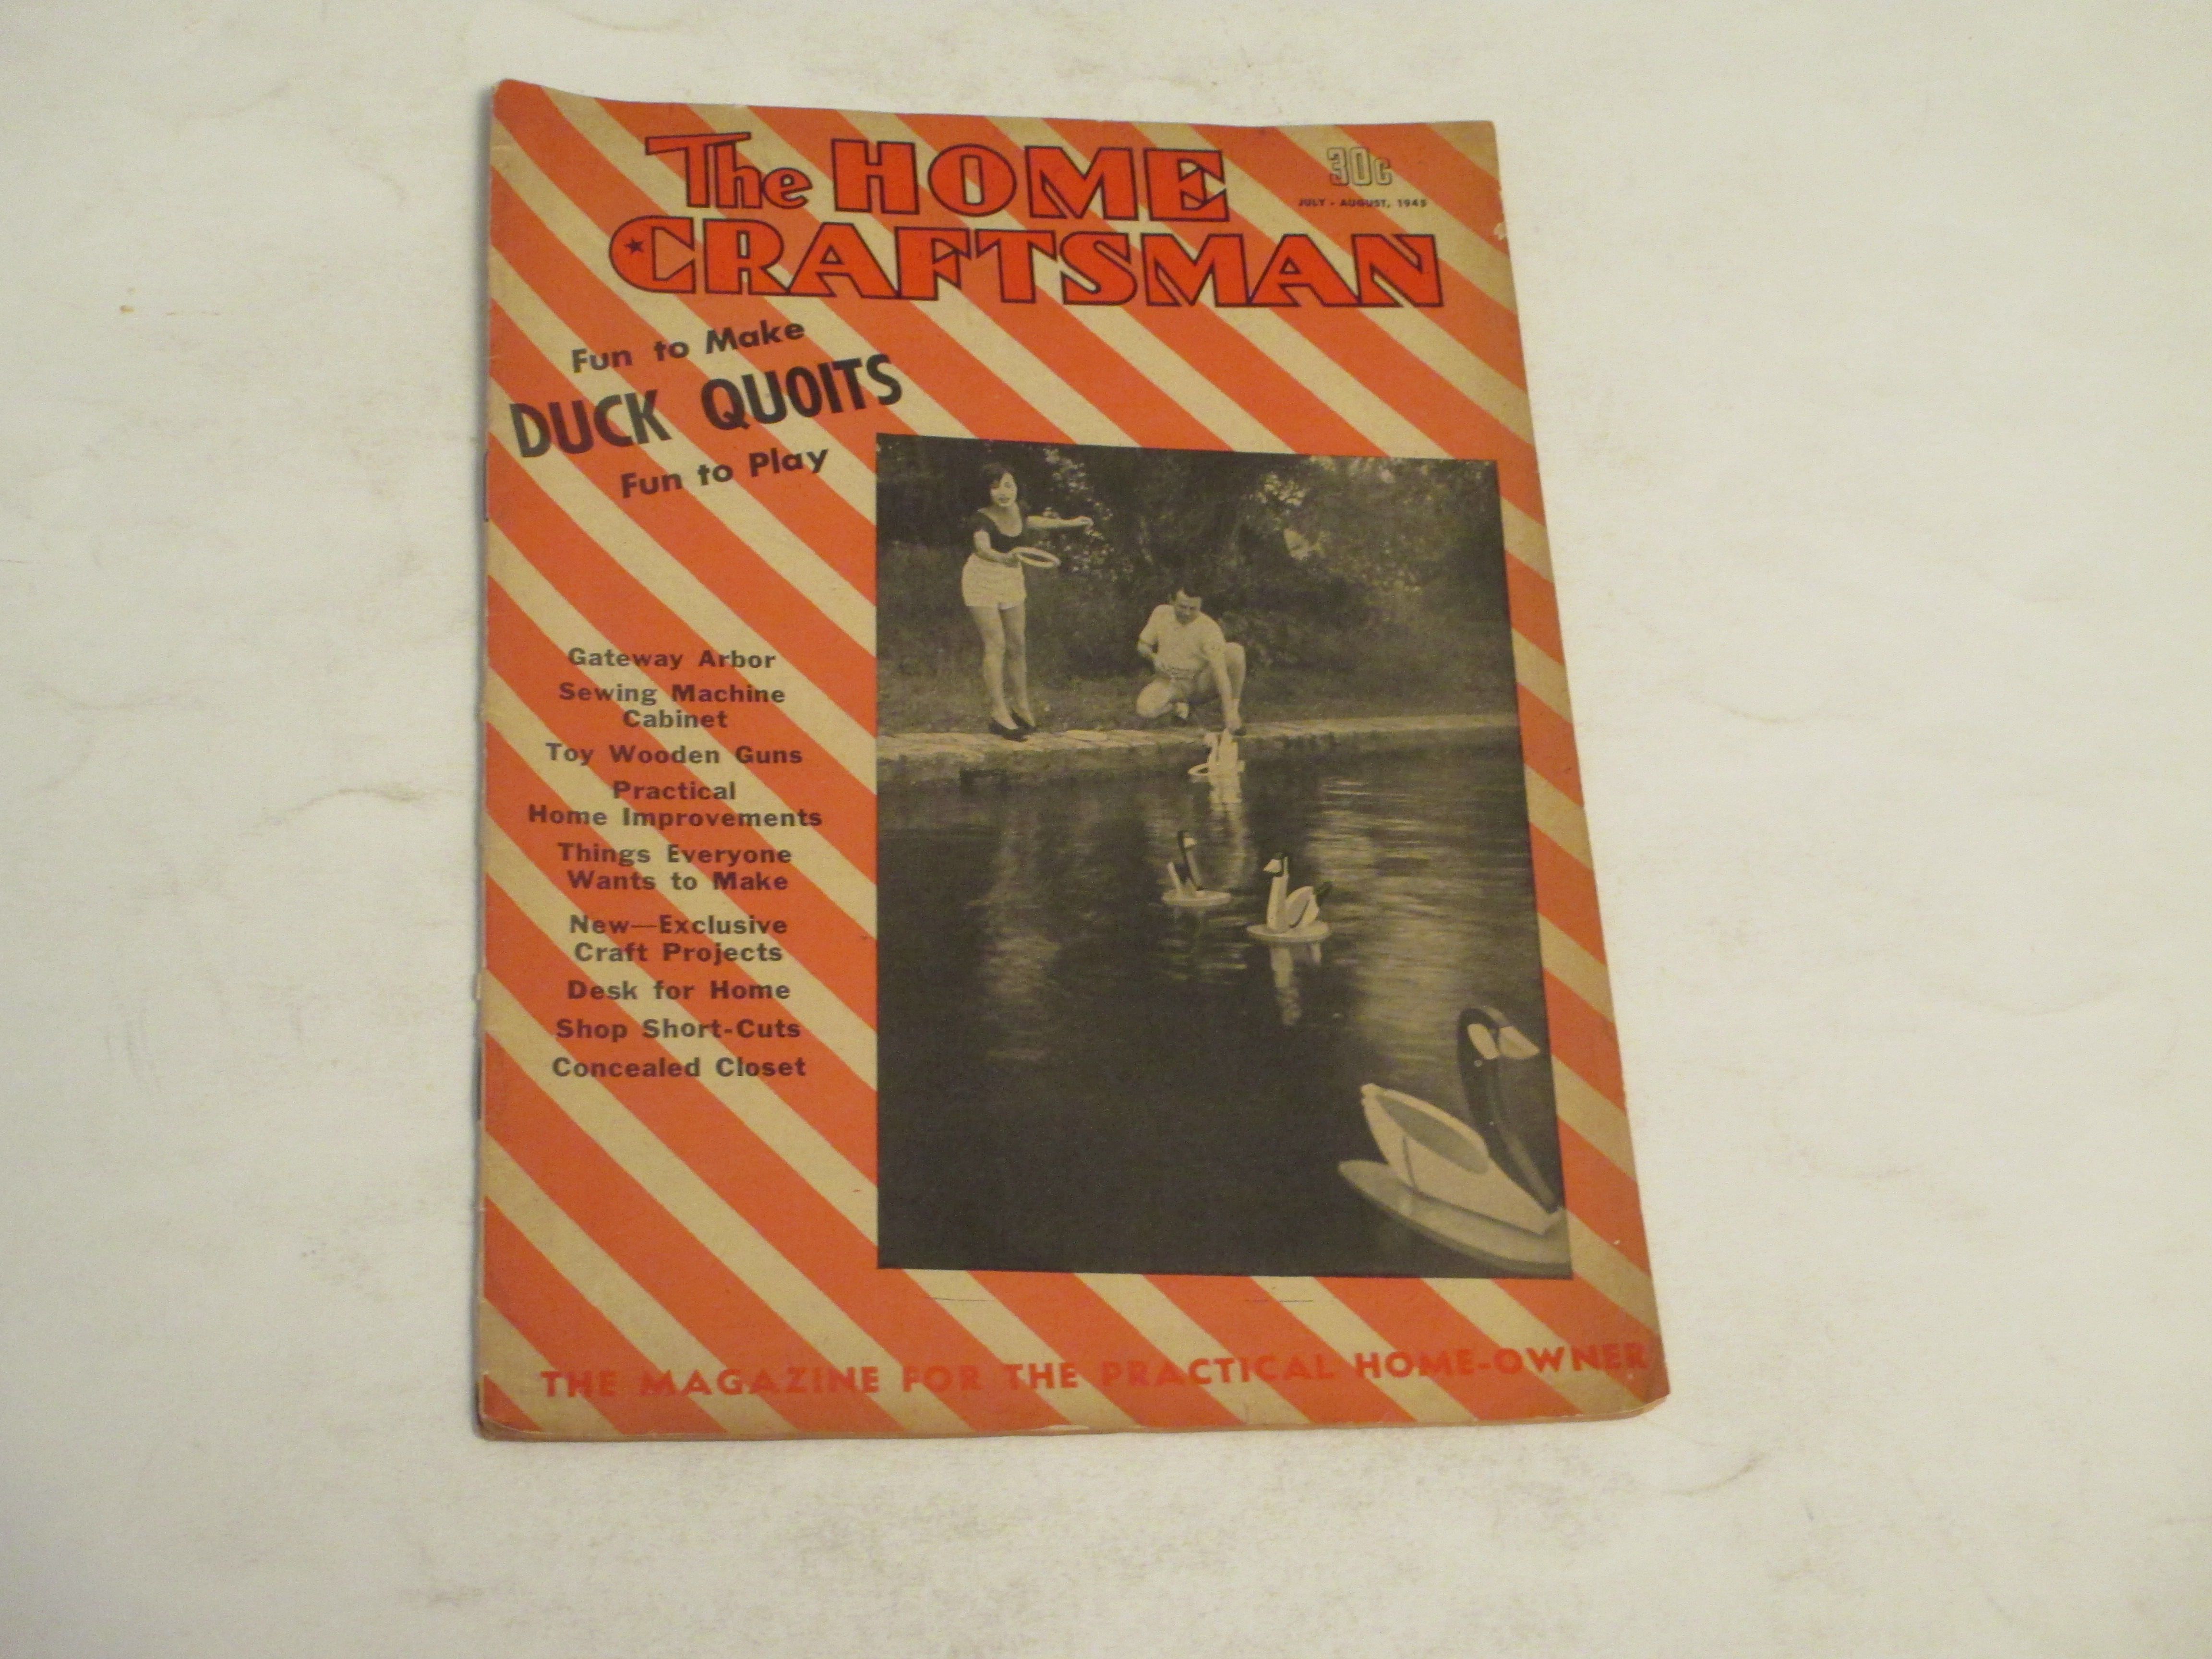 The HOME
CRAFTSMAN
30c
JULY - AUGUST, 1945
Fun to Make
DUCK QUOITS
Fun to Play
Gateway Arbor
Sewing Machine
Cabinet
Toy Wooden Guns
Practical
Home Improvements
Things Everyone
Wants to Make
New—Exclusive
Craft Projects
Desk for Home
Shop Short-Cuts
Concealed Closet
THE MAGAZINE FOR THE PRACTICAL HOME-OWNER